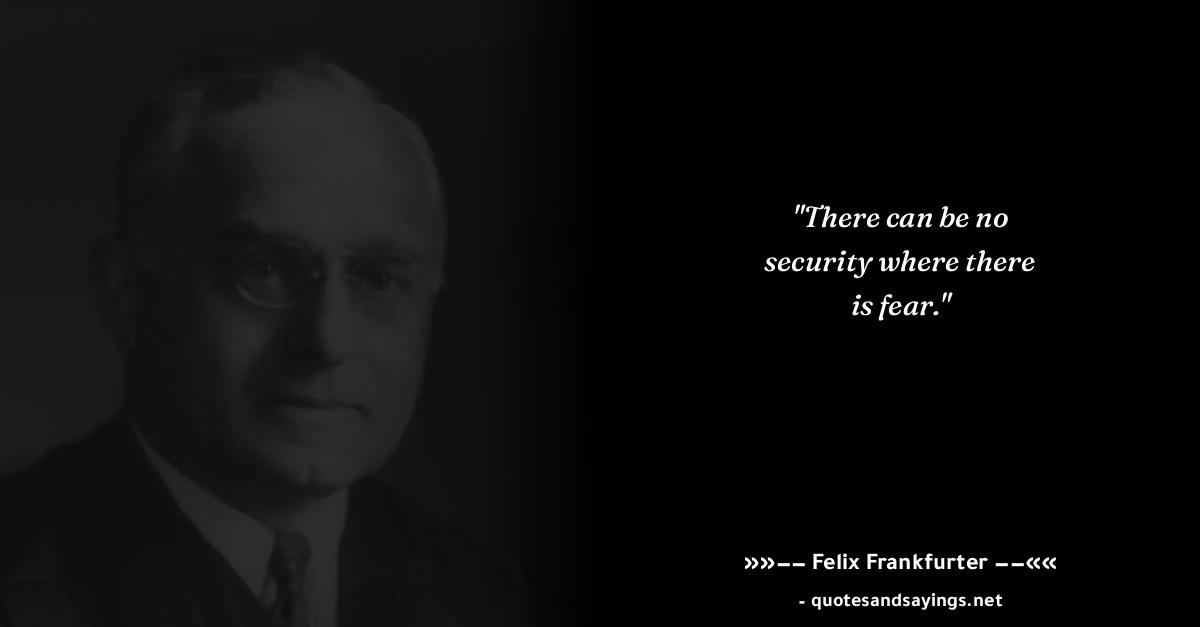 "There can be no
security where there
is fear."
»»−− Felix Frankfurter −−««
- quotesandsayings.net